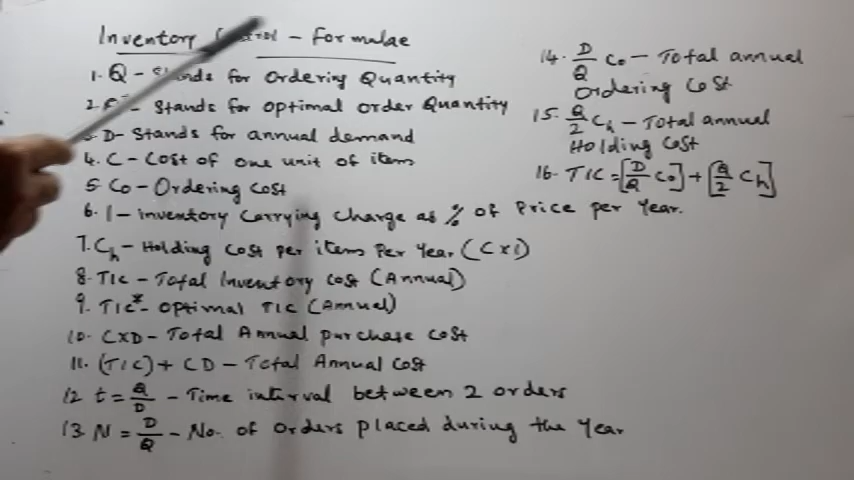 Inventory - Formulae
1. Q - Stands for Ordering Quantity
2. - Stands for Optimal Order Quantity
3. D - Stands for annual demand
4. C - Cost of one unit of item
5. Co - Ordering Cost
6. I - inventory Carrying Charge as % of Price per Year.
7. Ch - Holding Cost per items Per Year (C×I)
8. TIC - Total Inventory Cost (Annual)
9. TIC* - Optimal TIC (Annual)
10. C×D - Total Annual purchase Cost
11. (TIC) + CD - Total Annual Cost
12 t = Q/D - Time interval between 2 orders
13. N = D/Q - No. of orders placed during the Year
14. D/Q Co - Total annual
Ordering Cost
15. Q/2 Ch - Total annual
Holding Cost
16. TIC = [D/Q Co] + [Q/2 Ch]